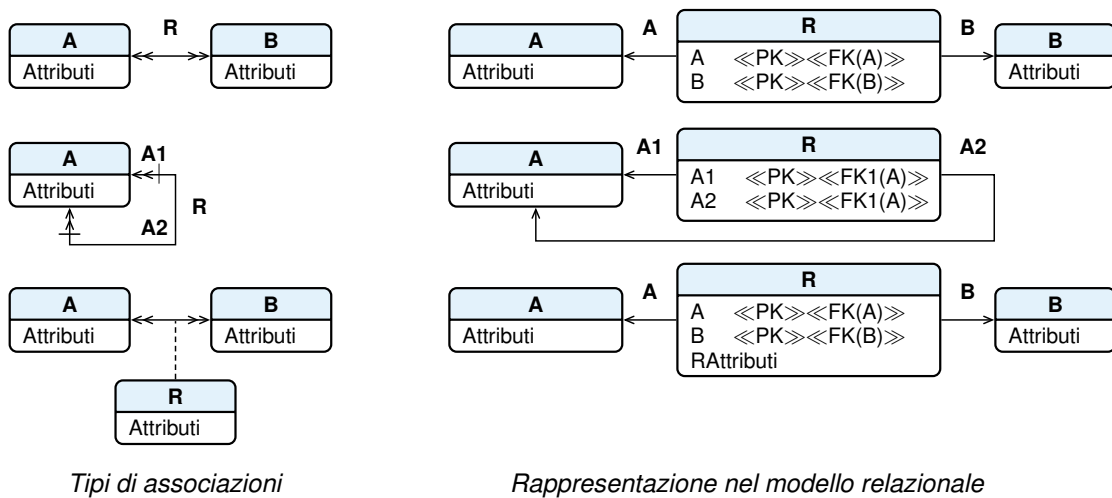 A R B
Attributi Attributi
A A R B B
Attributi A ≪PK≫≪FK(A)≫ Attributi
B ≪PK≫≪FK(B)≫
A A1
Attributi
R
A2
A A1 R A2
Attributi A1 ≪PK≫≪FK1(A)≫
A2 ≪PK≫≪FK1(A)≫
A B
Attributi Attributi
R
Attributi
A A R B B
Attributi A ≪PK≫≪FK(A)≫ Attributi
B ≪PK≫≪FK(B)≫
RAttributi
Tipi di associazioni
Rappresentazione nel modello relazionale